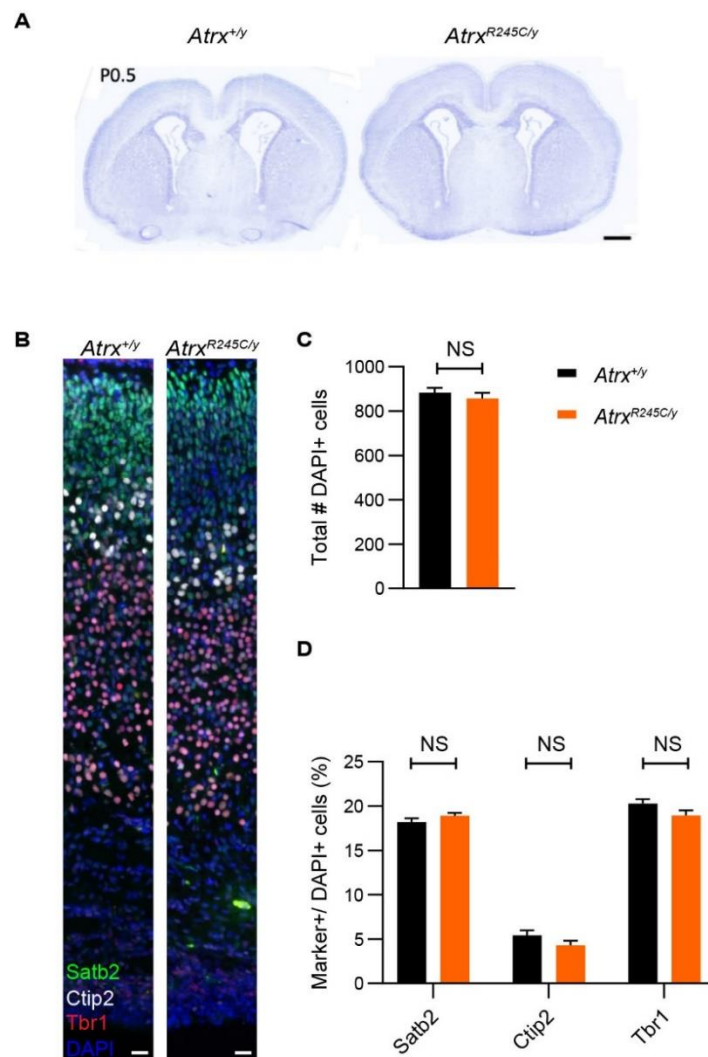 A
Atrx+/y
AtrxR245C/y
P0.5
B
Atrx+/y
AtrxR245C/y
Satb2
Ctip2
Tbr1
DAPI
C
NS
1000
800
600
400
200
0
Total # DAPI+ cells
Atrx+/y
AtrxR245C/y
D
NS
NS
NS
25
20
15
10
5
0
Marker+/ DAPI+ cells (%)
Satb2
Ctip2
Tbr1